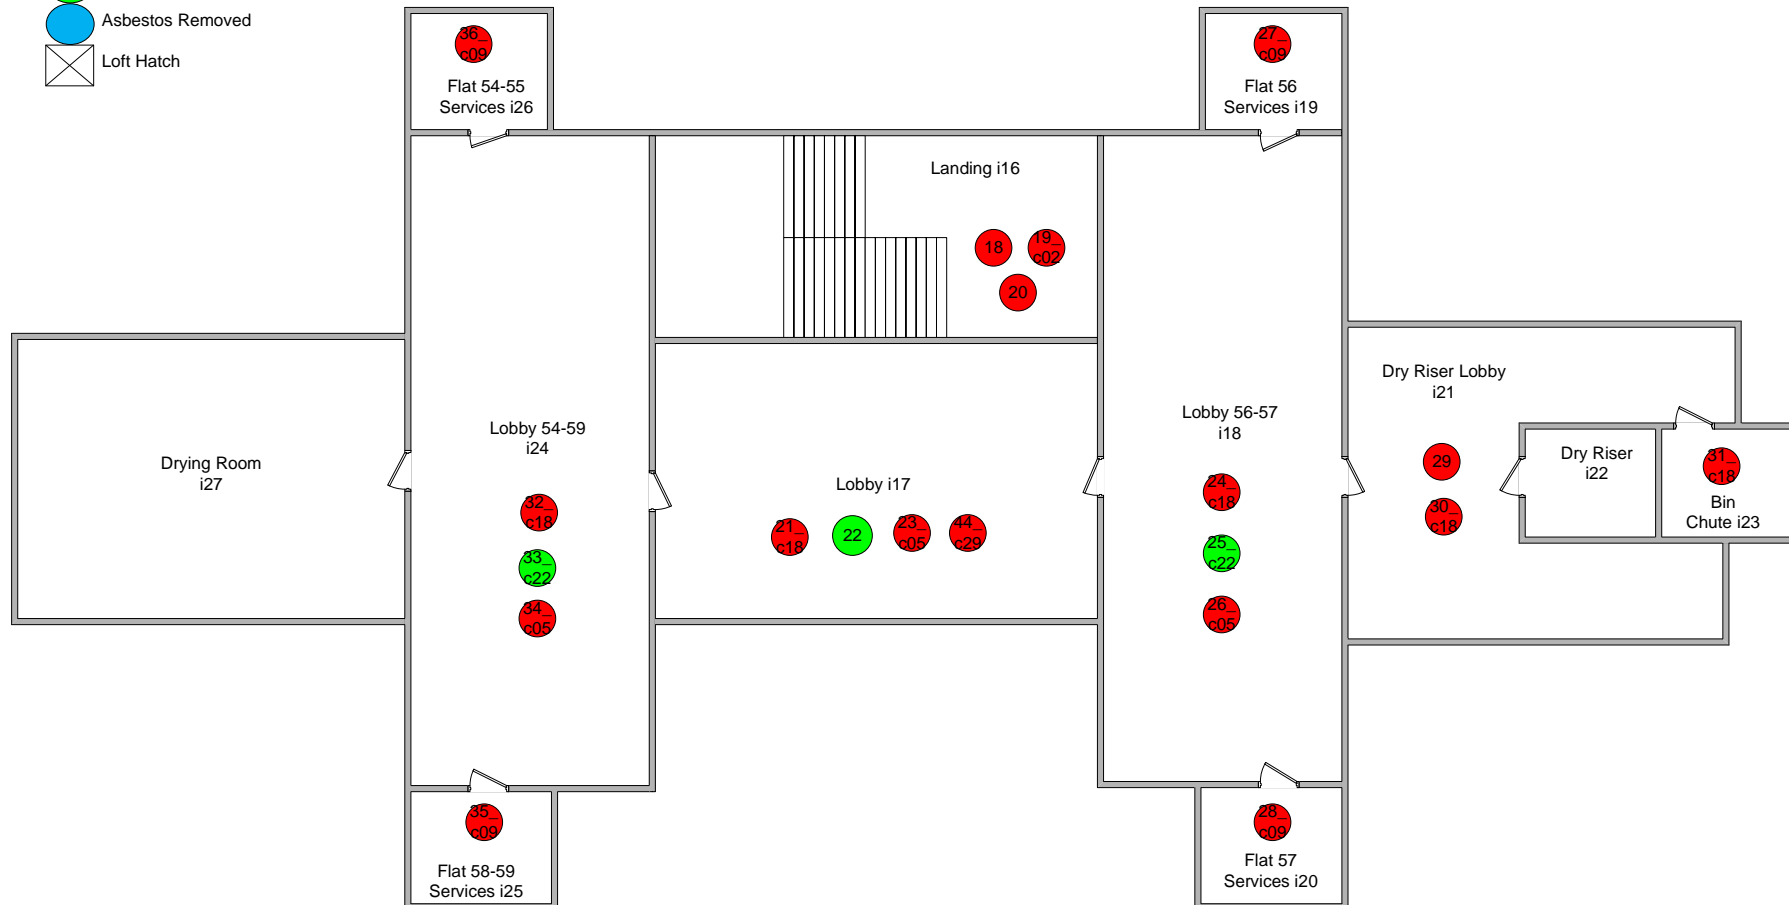 Asbestos Removed
Loft Hatch
36_
c09
Flat 54-55
Services i26
27_
c09
Flat 56
Services i19
Landing i16
18
19_
c02
20
Dry Riser Lobby
i21
Lobby 54-59
i24
Lobby 56-57
i18
Drying Room
i27
Lobby i17
Dry Riser
i22
29
30_
c18
31_
c18
Bin
Chute i23
32_
c18
33_
c22
34_
c05
21_
c18
22
23_
c05
44_
c29
24_
c18
25_
c22
26_
c05
35_
c09
Flat 58-59
Services i25
28_
c09
Flat 57
Services i20